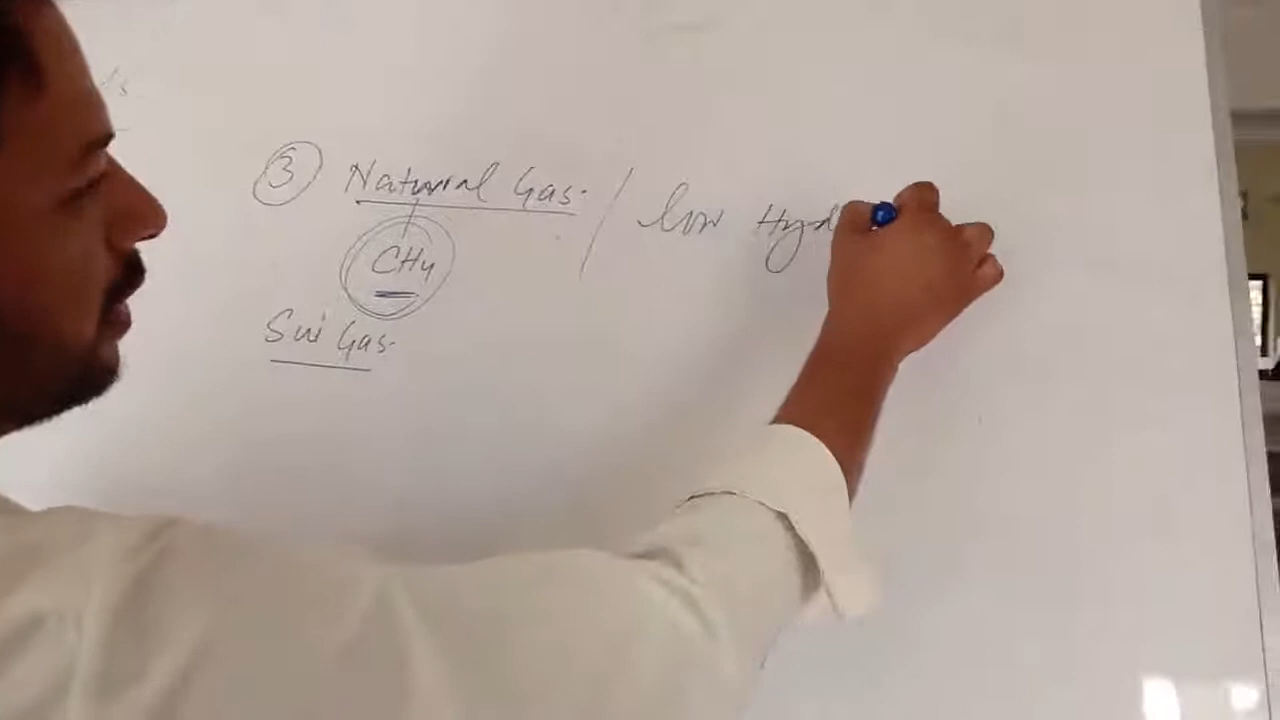 ③ Natural Gas. / low Hyd
CH4
Sui Gas.